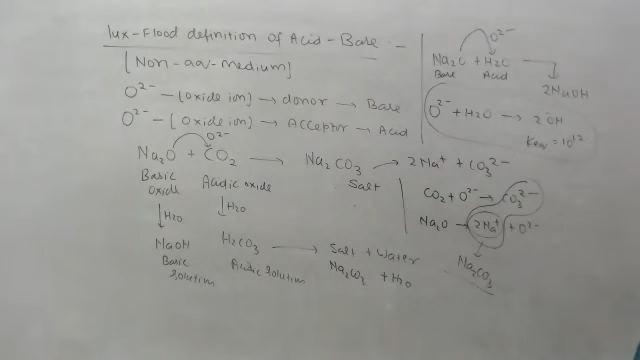 lux-Flood definition of Acid-Base :-
[Non-aq-medium]
O²⁻ - [oxide ion] → donor → Base
O²⁻ - [oxide ion] → Acceptor → Acid
O²⁻
Na₂O + CO₂ → Na₂CO₃ → 2Na⁺ + CO₃²⁻
Basic oxide Acidic oxide Salt
↓H₂O ↓H₂O
NaOH H₂CO₃ → Salt + Water
Basic solution Acidic solution Na₂CO₃ + H₂O
O²⁻
Na₂O + H₂O → 2NaOH
Base Acid
O²⁻ + H₂O → 2OH
= 10¹²
CO₂ + O²⁻ → CO₃²⁻
Na₂O → 2Na⁺ + O²⁻
Na₂CO₃